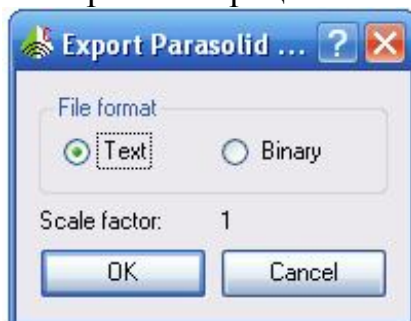 Export Parasolid ...
File format
Text Binary
Scale factor: 1
OK Cancel